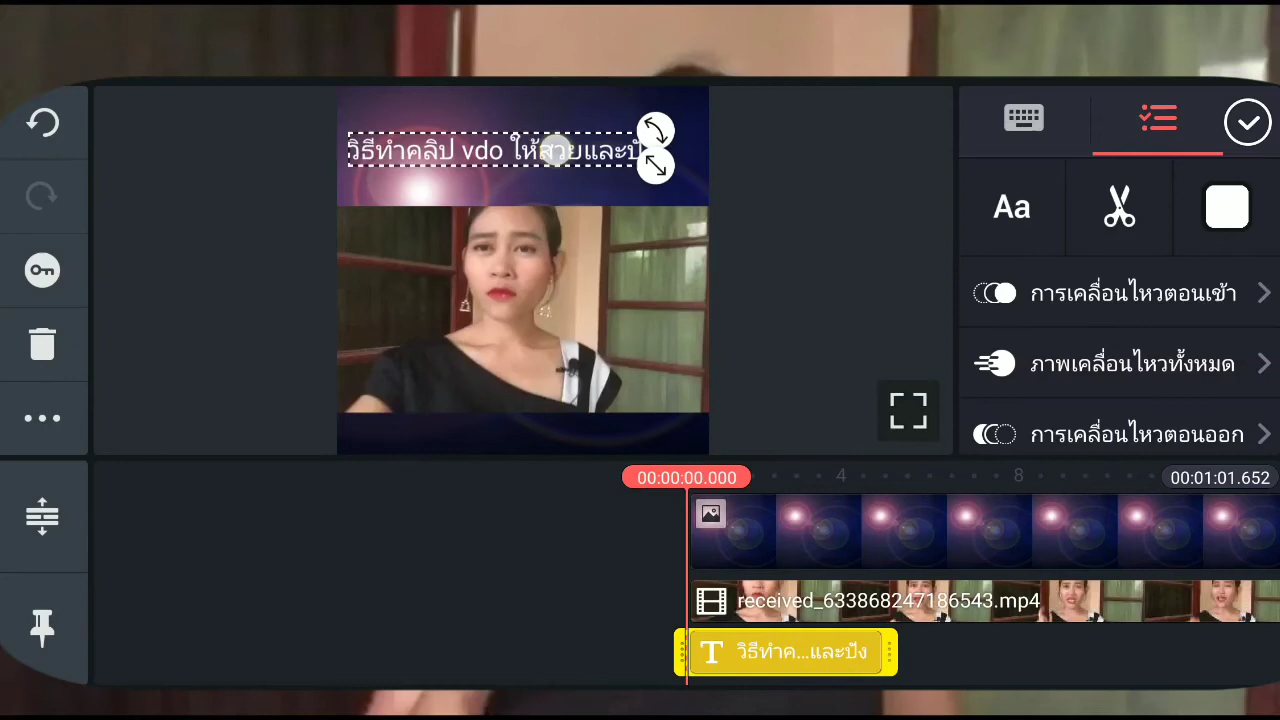 วิธีทำคลิป vdo ให้สวยและปั
Aa
การเคลื่อนไหวตอนเข้า
ภาพเคลื่อนไหวทั้งหมด
การเคลื่อนไหวตอนออก
00:00:00.000
4
8
00:01:01.652
received_633868247186543.mp4
T วิธีทำค...และปัง